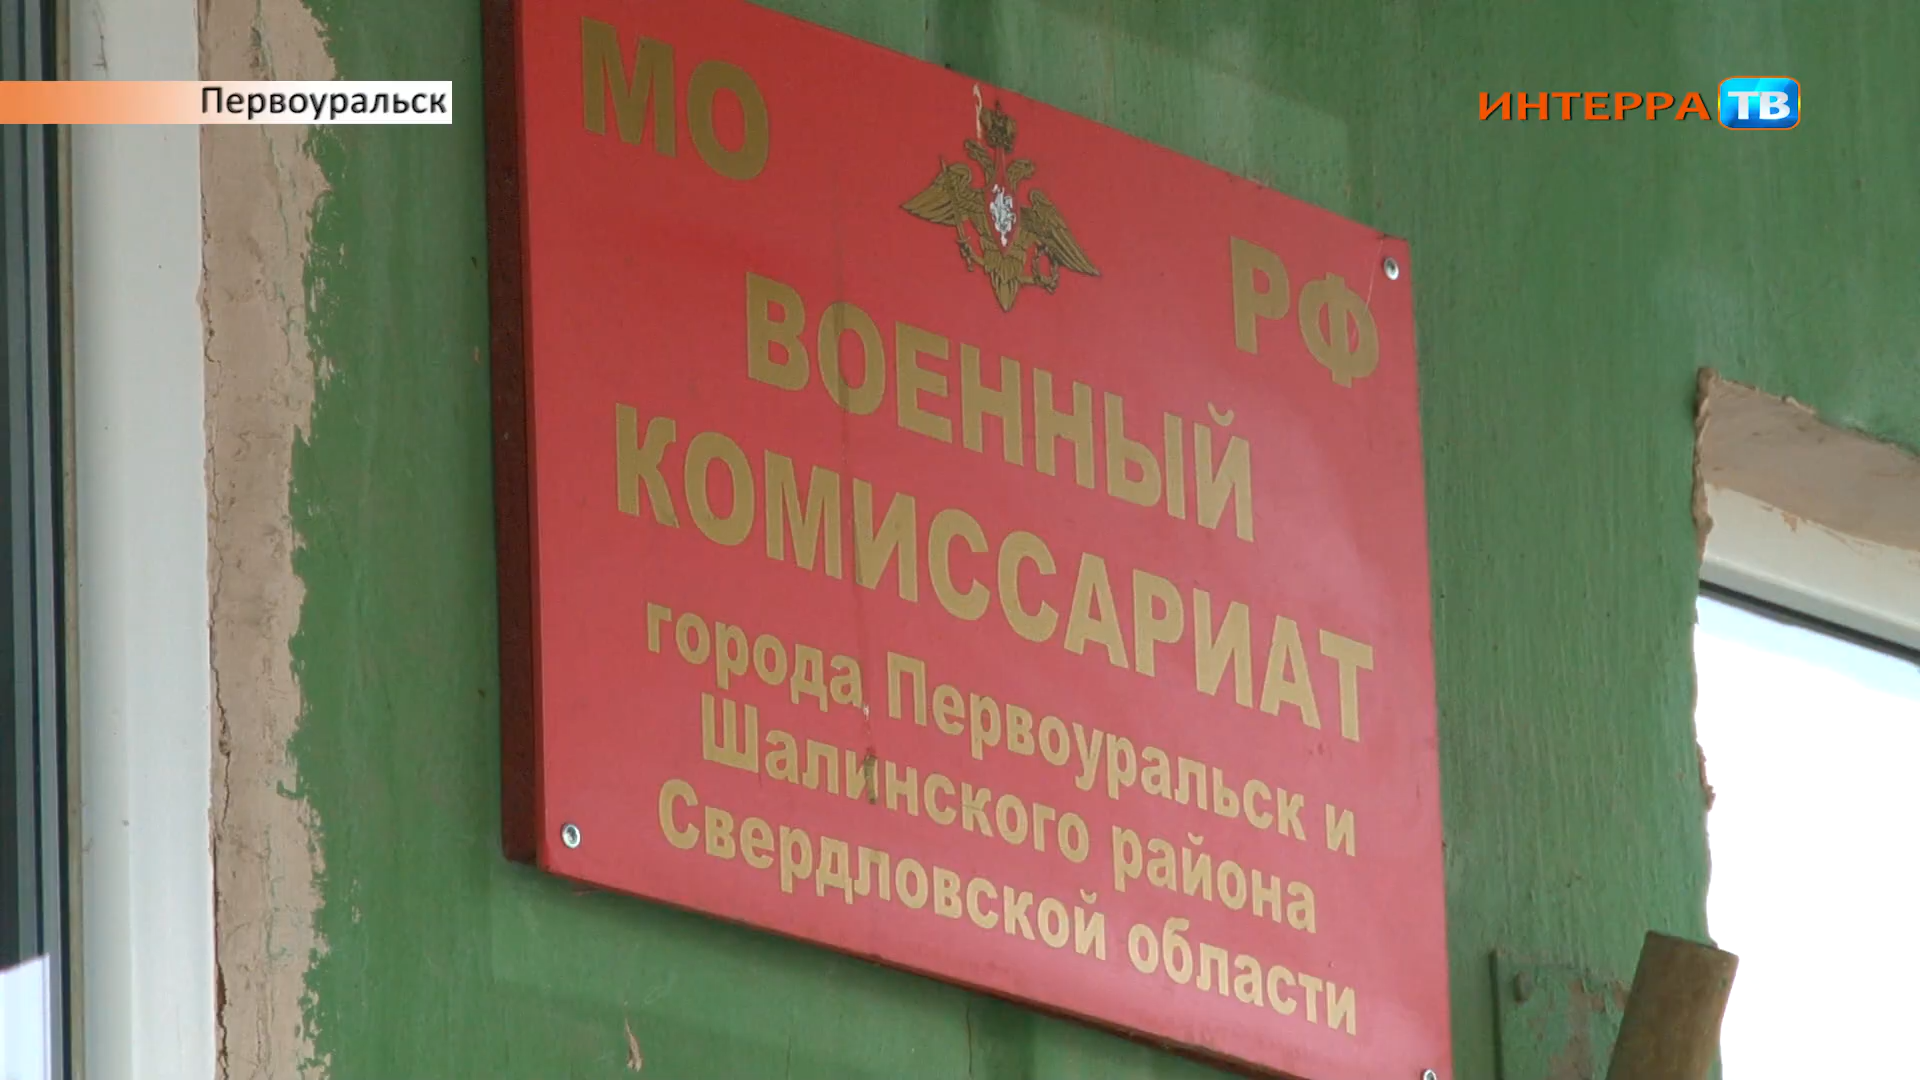 Первоуральск
ИНТЕРРА ТВ
МО РФ
ВОЕННЫЙ
КОМИССАРИАТ
города Первоуральск и
Шалинского района
Свердловской области